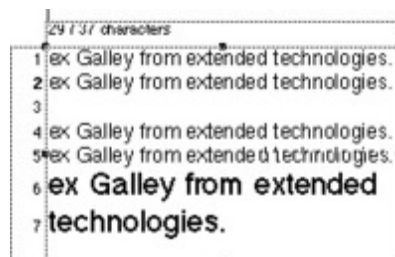 29 / 37 characters
1 ex Galley from extended technologies.
2 ex Galley from extended technologies.
3
4 ex Galley from extended technologies.
5 ex Galley from extended technologies.
6 ex Galley from extended
7 technologies.